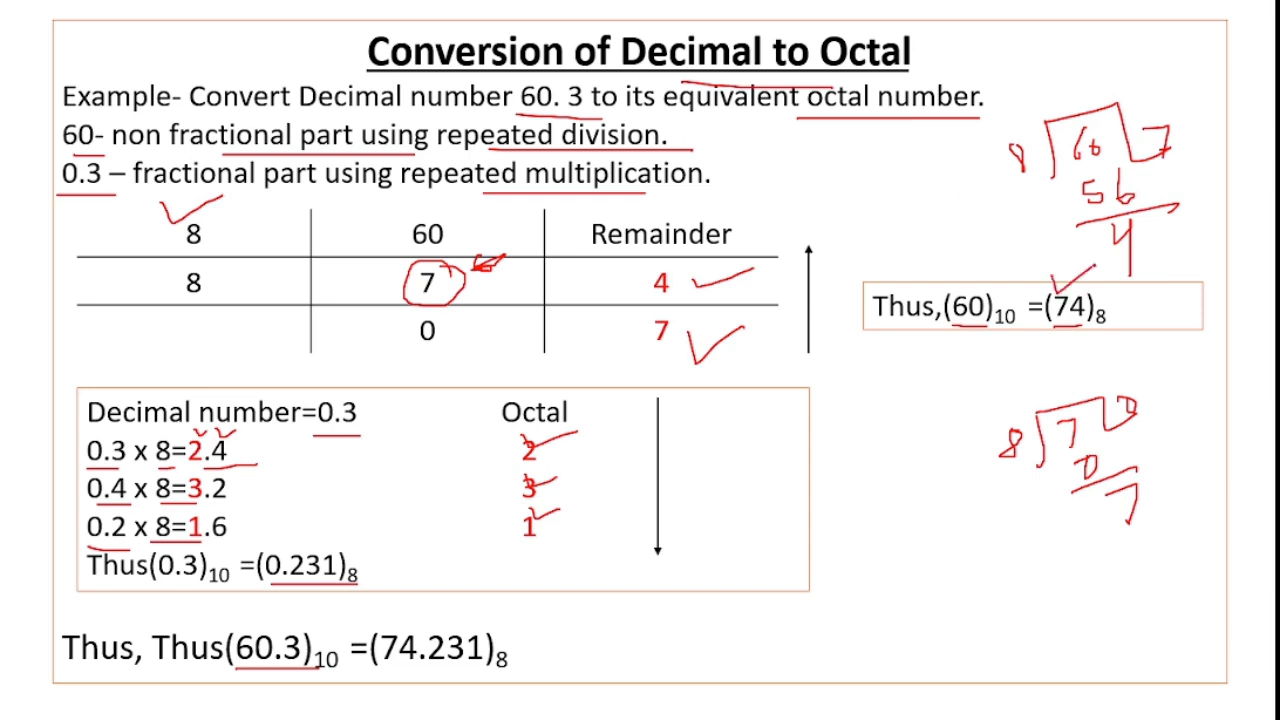 Conversion of Decimal to Octal
Example- Convert Decimal number 60. 3 to its equivalent octal number.
60- non fractional part using repeated division.
0.3 – fractional part using repeated multiplication.
8 60 Remainder
8 7 4
0 7
8 60 7
56
4
Thus,(60)₁₀ =(74)₈
Decimal number=0.3 Octal
0.3 x 8=2.4 2
0.4 x 8=3.2 3
0.2 x 8=1.6 1
Thus(0.3)₁₀ =(0.231)₈
8 7 0
0
7
Thus, Thus(60.3)₁₀ =(74.231)₈